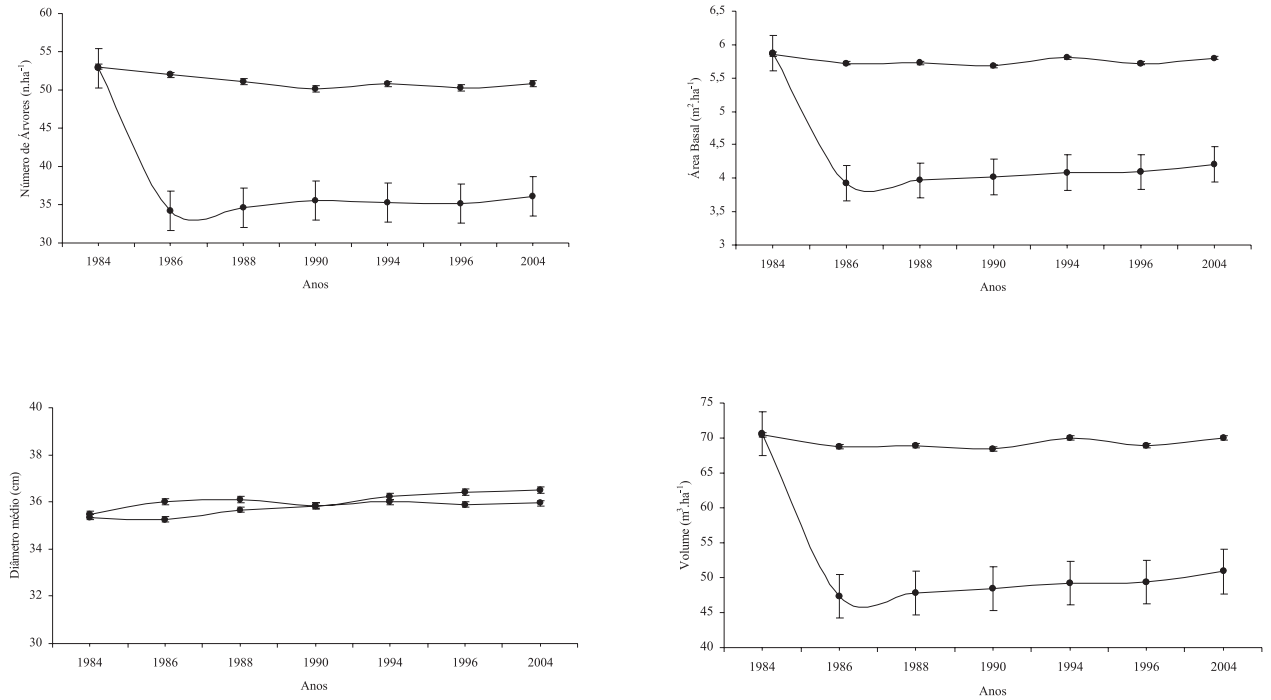 60
55
50
45
40
35
30
Número de Árvores (n.ha⁻¹)
1984 1986 1988 1990 1994 1996 2004
Anos
6,5
6
5,5
5
4,5
4
3,5
3
Área Basal (m².ha⁻¹)
1984 1986 1988 1990 1994 1996 2004
Anos
40
38
36
34
32
30
Diâmetro médio (cm)
1984 1986 1988 1990 1994 1996 2004
Anos
75
70
65
60
55
50
45
40
Volume (m³.ha⁻¹)
1984 1986 1988 1990 1994 1996 2004
Anos